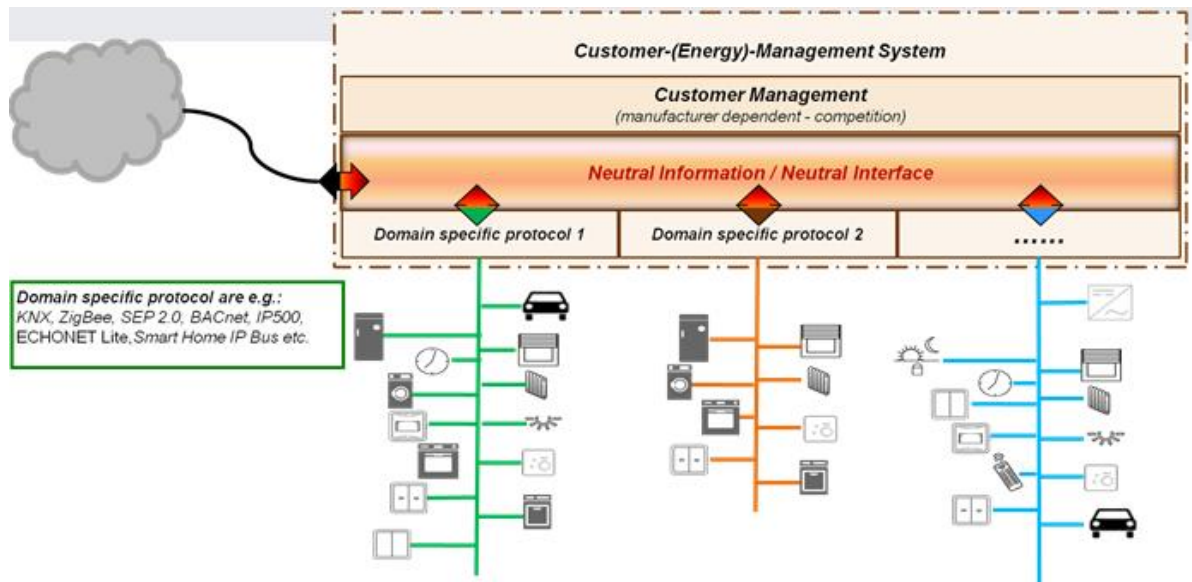 Customer-(Energy)-Management System
Customer Management
(manufacturer dependent - competition)
Neutral Information / Neutral Interface
Domain specific protocol 1
Domain specific protocol 2
......
Domain specific protocol are e.g.:
KNX, ZigBee, SEP 2.0, BACnet, IP500,
ECHONET Lite, Smart Home IP Bus etc.